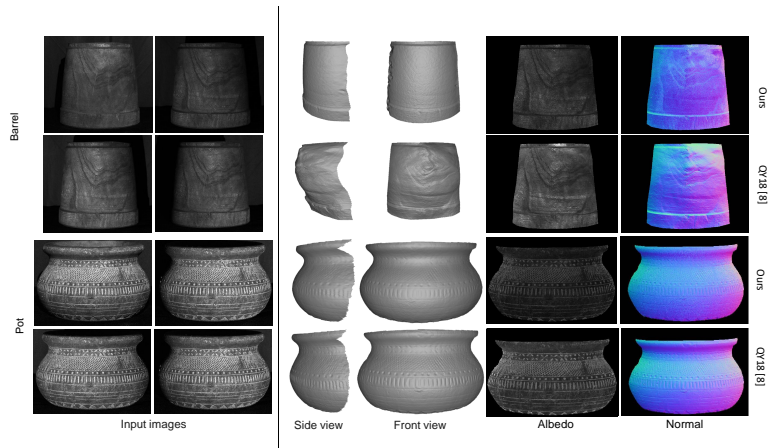 Barrel
Pot
Ours
QY18 [8]
Ours
QY18 [8]
Input images
Side view
Front view
Albedo
Normal